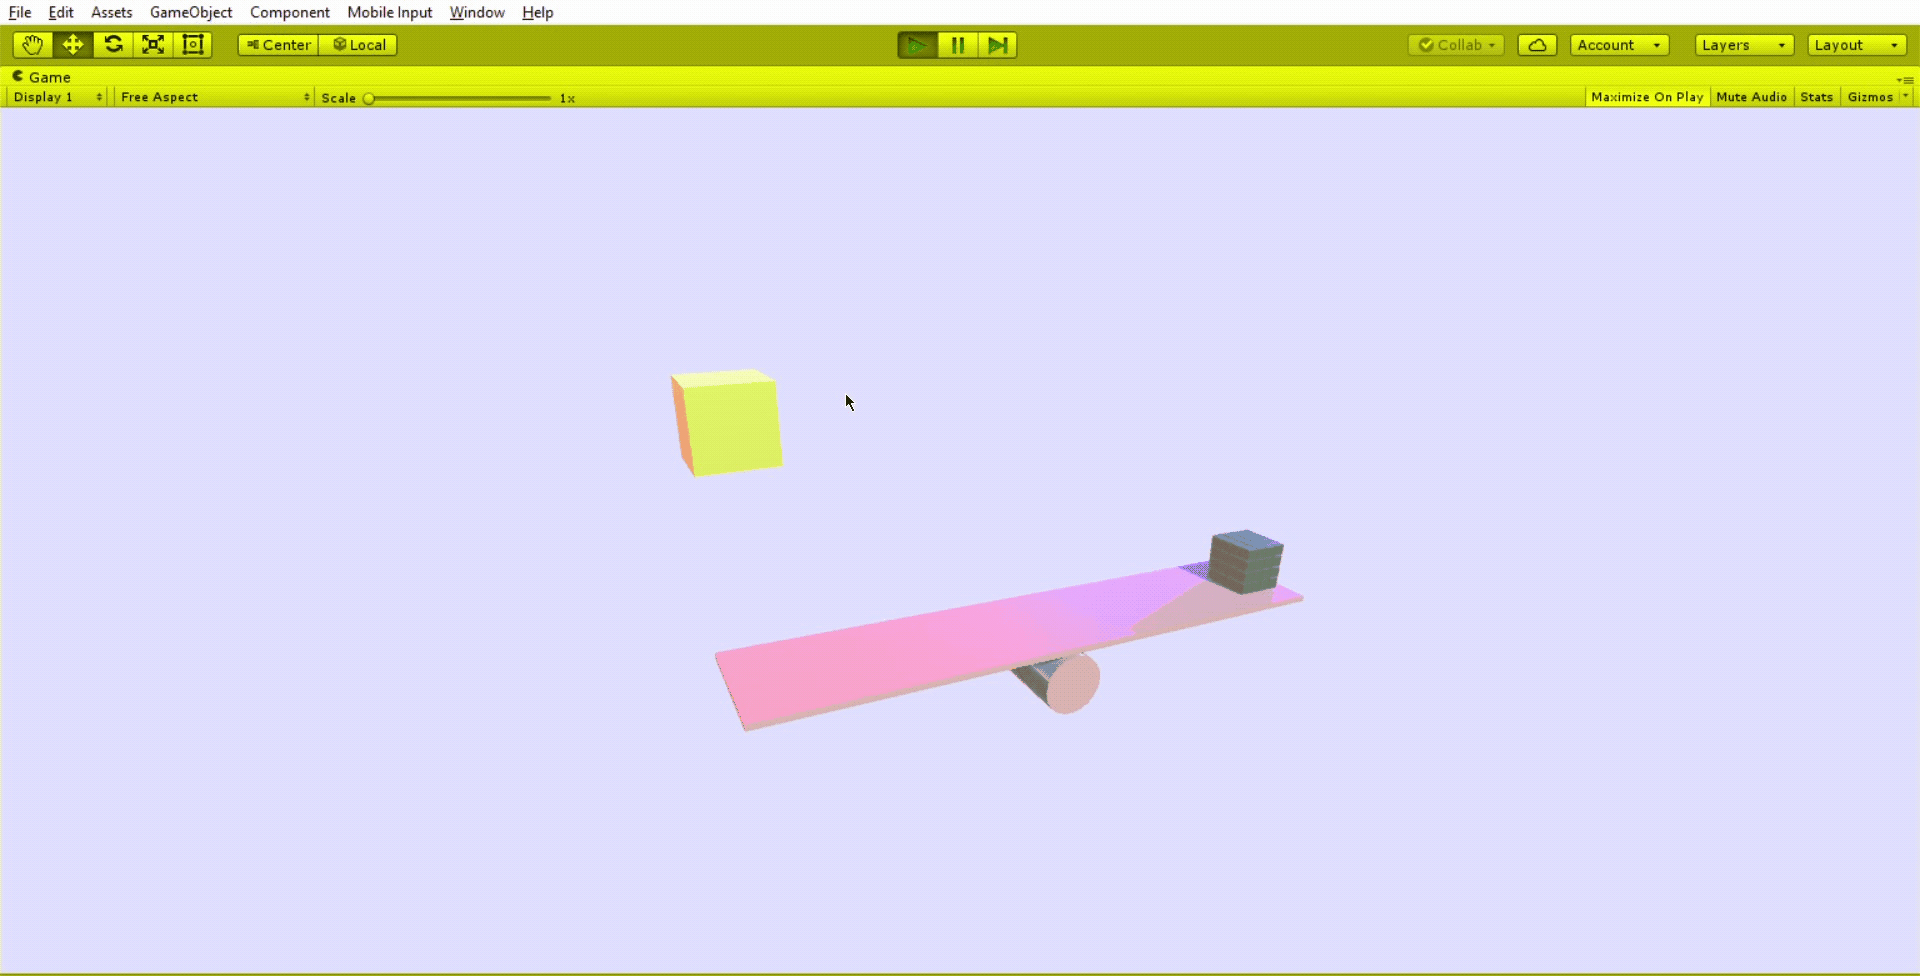 File Edit Assets GameObject Component Mobile Input Window Help
Center Local Collab Account Layers Layout
Game
Display 1 Free Aspect Scale 1x Maximize On Play Mute Audio Stats Gizmos